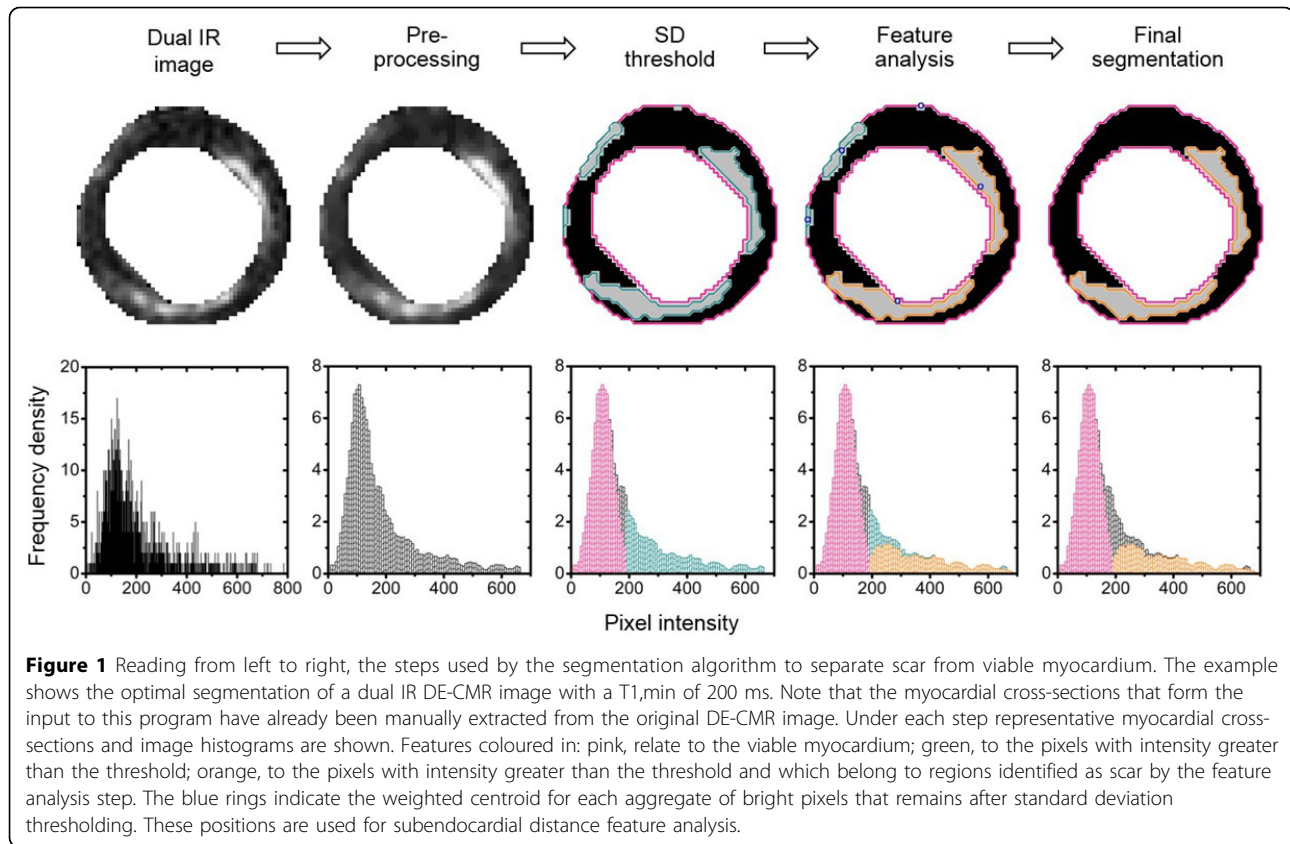 Dual IR
image
Pre-
processing
SD
threshold
Feature
analysis
Final
segmentation
Frequency density
20
15
10
5
0
0 200 400 600 800
8
6
4
2
0
0 200 400 600
8
6
4
2
0
0 200 400 600
8
6
4
2
0
0 200 400 600
8
6
4
2
0
0 200 400 600
Pixel intensity
Figure 1 Reading from left to right, the steps used by the segmentation algorithm to separate scar from viable myocardium. The example
shows the optimal segmentation of a dual IR DE-CMR image with a T1,min of 200 ms. Note that the myocardial cross-sections that form the
input to this program have already been manually extracted from the original DE-CMR image. Under each step representative myocardial cross-
sections and image histograms are shown. Features coloured in: pink, relate to the viable myocardium; green, to the pixels with intensity greater
than the threshold; orange, to the pixels with intensity greater than the threshold and which belong to regions identified as scar by the feature
analysis step. The blue rings indicate the weighted centroid for each aggregate of bright pixels that remains after standard deviation
thresholding. These positions are used for subendocardial distance feature analysis.